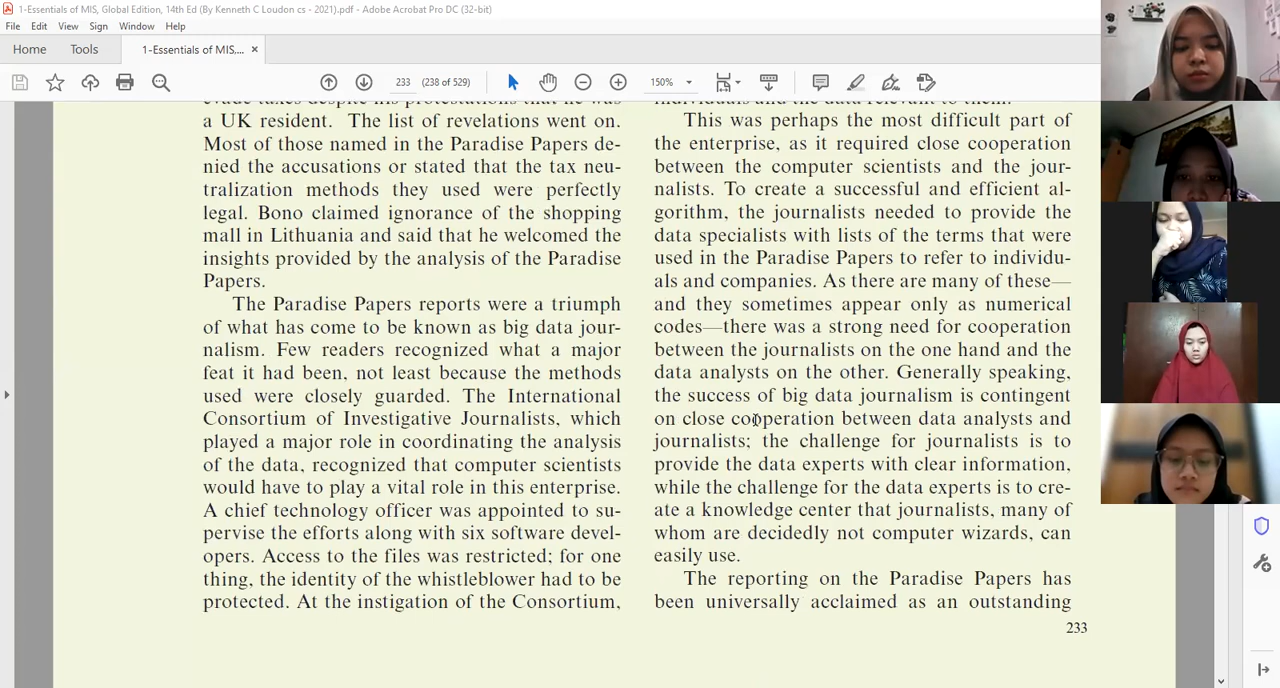 1-Essentials of MIS, Global Edition, 14th Ed (By Kenneth C Loudon cs - 2021).pdf - Adobe Acrobat Pro DC (32-bit)
File Edit View Sign Window Help
Home Tools 1-Essentials of MIS,... ×
233 (238 of 529) 150%
evade taxes despite his protestations that he was
a UK resident. The list of revelations went on.
Most of those named in the Paradise Papers de-
nied the accusations or stated that the tax neu-
tralization methods they used were perfectly
legal. Bono claimed ignorance of the shopping
mall in Lithuania and said that he welcomed the
insights provided by the analysis of the Paradise
Papers.
The Paradise Papers reports were a triumph
of what has come to be known as big data jour-
nalism. Few readers recognized what a major
feat it had been, not least because the methods
used were closely guarded. The International
Consortium of Investigative Journalists, which
played a major role in coordinating the analysis
of the data, recognized that computer scientists
would have to play a vital role in this enterprise.
A chief technology officer was appointed to su-
pervise the efforts along with six software devel-
opers. Access to the files was restricted; for one
thing, the identity of the whistleblower had to be
protected. At the instigation of the Consortium,
individuals and the data relevant to them.
This was perhaps the most difficult part of
the enterprise, as it required close cooperation
between the computer scientists and the jour-
nalists. To create a successful and efficient al-
gorithm, the journalists needed to provide the
data specialists with lists of the terms that were
used in the Paradise Papers to refer to individu-
als and companies. As there are many of these—
and they sometimes appear only as numerical
codes—there was a strong need for cooperation
between the journalists on the one hand and the
data analysts on the other. Generally speaking,
the success of big data journalism is contingent
on close cooperation between data analysts and
journalists; the challenge for journalists is to
provide the data experts with clear information,
while the challenge for the data experts is to cre-
ate a knowledge center that journalists, many of
whom are decidedly not computer wizards, can
easily use.
The reporting on the Paradise Papers has
been universally acclaimed as an outstanding
233